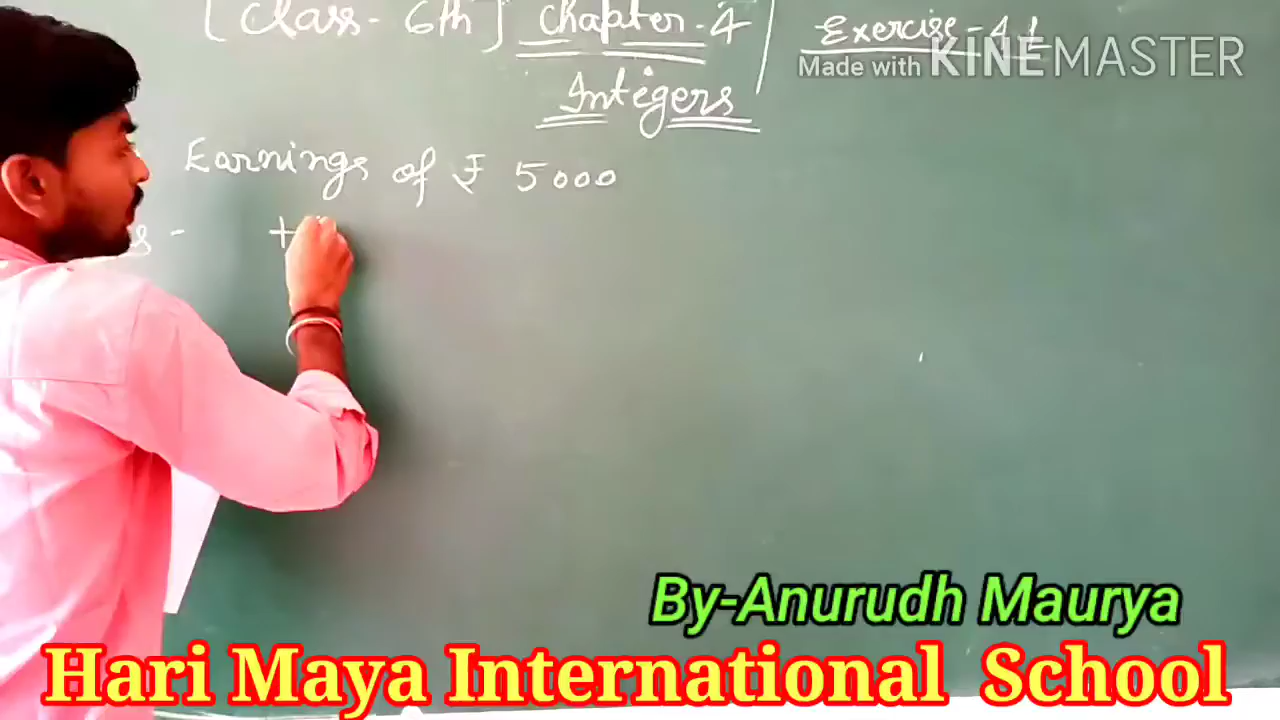 [Class - 6th] Chapter - 4
Exercise - 4.1
Made with KINEMASTER
Integers
Earnings of ₹ 5000
s - +
By-Anurudh Maurya
Hari Maya International School